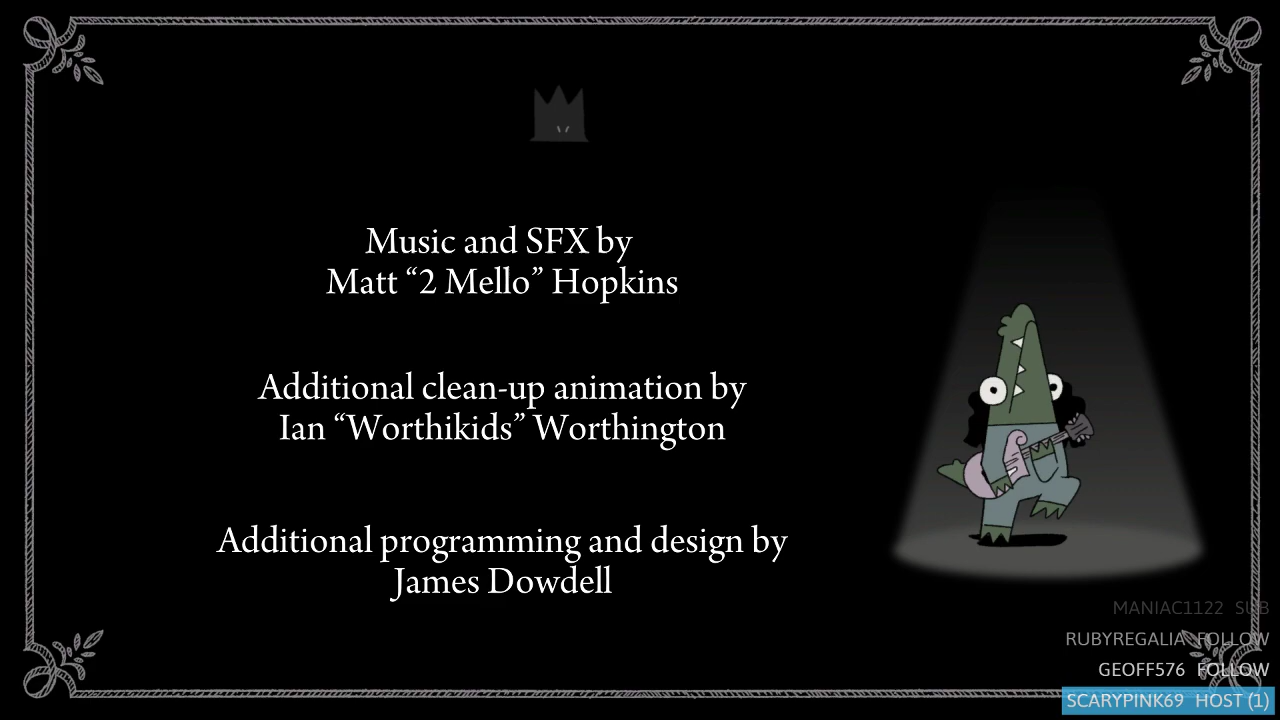 Music and SFX by
Matt “2 Mello” Hopkins
Additional clean-up animation by
Ian “Worthikids” Worthington
Additional programming and design by
James Dowdell
MANIAC1122 SUB
RUBYREGALIA FOLLOW
GEOFF576 FOLLOW
SCARYPINK69 HOST (1)